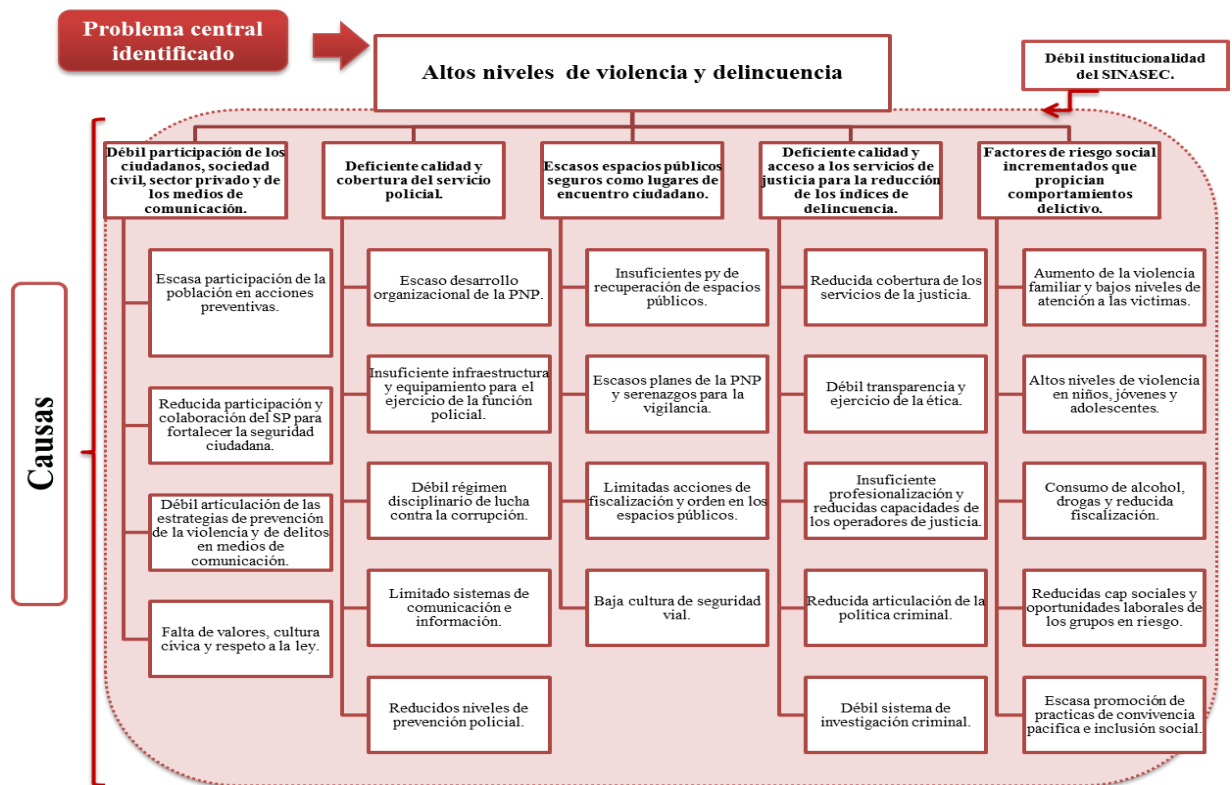 Problema central
identificado
Altos niveles de violencia y delincuencia
Débil institucionalidad
del SINASEC.
Causas
Débil participación de los
ciudadanos, sociedad
civil, sector privado y de
los medios de
comunicación.
Escasa participación de la
población en acciones
preventivas.
Reducida participación y
colaboración del SP para
fortalecer la seguridad
ciudadana.
Débil articulación de las
estrategias de prevención
de la violencia y de delitos
en medios de
comunicación.
Falta de valores, cultura
cívica y respeto a la ley.
Deficiente calidad y
cobertura del servicio
policial.
Escaso desarrollo
organizacional de la PNP.
Insuficiente infraestructura
y equipamiento para el
ejercicio de la función
policial.
Débil régimen
disciplinario de lucha
contra la corrupción.
Limitado sistemas de
comunicación e
información.
Reducidos niveles de
prevención policial.
Escasos espacios públicos
seguros como lugares de
encuentro ciudadano.
Insuficientes py de
recuperación de espacios
públicos.
Escasos planes de la PNP
y serenazgos para la
vigilancia.
Limitadas acciones de
fiscalización y orden en los
espacios públicos.
Baja cultura de seguridad
vial.
Deficiente calidad y
acceso a los servicios de
justicia para la reducción
de los índices de
delincuencia.
Reducida cobertura de los
servicios de la justicia.
Débil transparencia y
ejercicio de la ética.
Insuficiente
profesionalización y
reducidas capacidades de
los operadores de justicia.
Reducida articulación de la
política criminal.
Débil sistema de
investigación criminal.
Factores de riesgo social
incrementados que
propician
comportamientos
delictivo.
Aumento de la violencia
familiar y bajos niveles de
atención a las victimas.
Altos niveles de violencia
en niños, jóvenes y
adolescentes.
Consumo de alcohol,
drogas y reducida
fiscalización.
Reducidas cap sociales y
oportunidades laborales de
los grupos en riesgo.
Escasa promoción de
practicas de convivencia
pacifica e inclusión social.